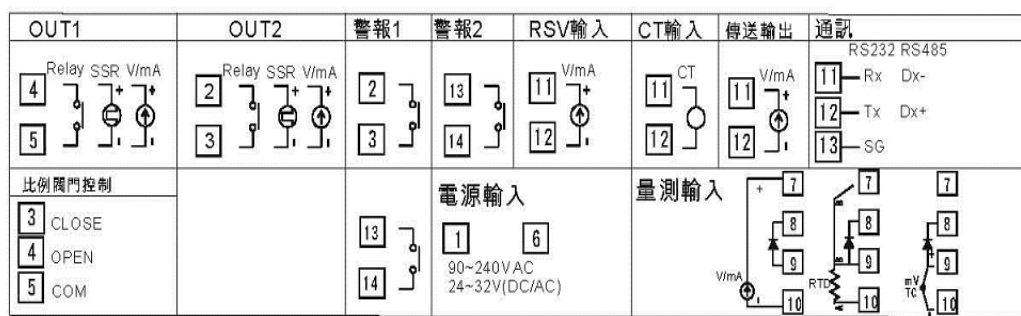 OUT1 OUT2 警報1 警報2 RSV輸入 CT輸入 傳送輸出 通訊
RS232 RS485
4 Relay SSR V/mA + 2 Relay SSR V/mA + 2 13 11 V/mA + 11 CT 11 V/mA + 11 Rx Dx-
12 Tx Dx+
5 - 3 - 3 14 12 - 12 12 - 13 SG
比例閥門控制
3 CLOSE
4 OPEN
5 COM
13
14
電源輸入
1 6
90~240VAC
24~32V(DC/AC)
量測輸入
+ 7 7 7
8 B 8 8
9 B 9 + 9
V/mA - 10 RTD A 10 mV TC - 10